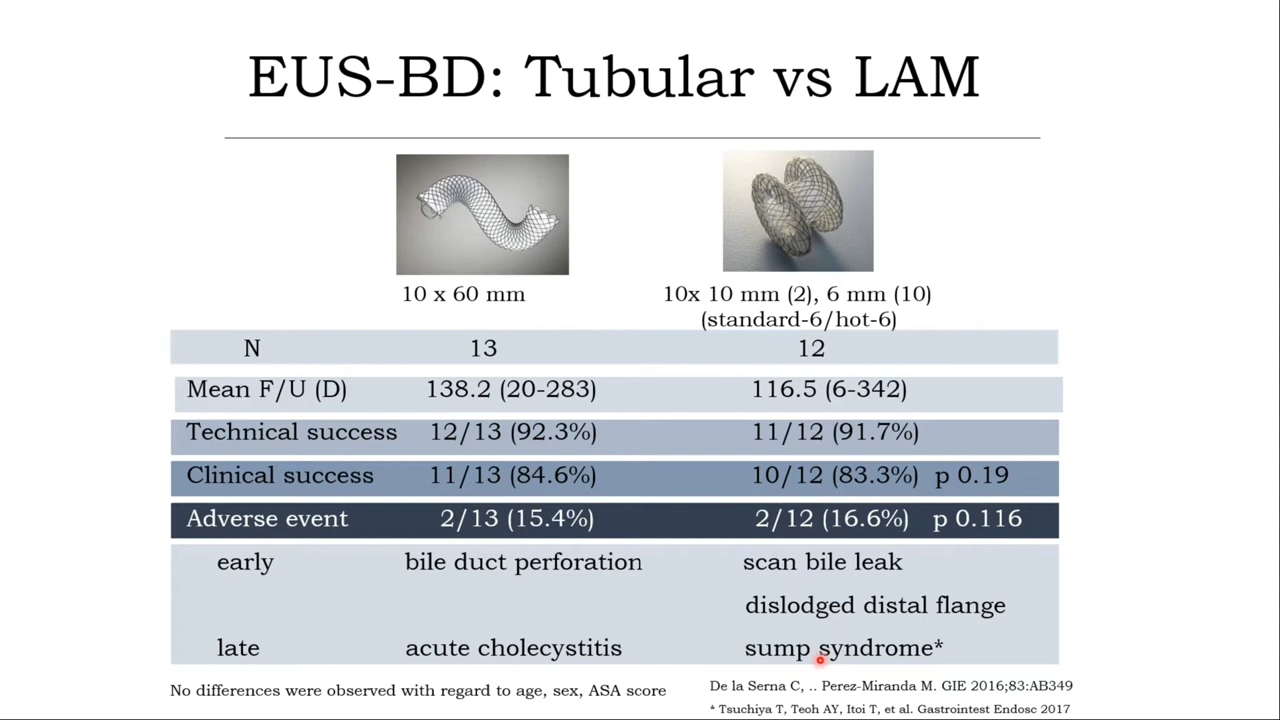 EUS-BD: Tubular vs LAM
10 x 60 mm
10x 10 mm (2), 6 mm (10)
(standard-6/hot-6)
N 13 12
Mean F/U (D) 138.2 (20-283) 116.5 (6-342)
Technical success 12/13 (92.3%) 11/12 (91.7%)
Clinical success 11/13 (84.6%) 10/12 (83.3%) p 0.19
Adverse event 2/13 (15.4%) 2/12 (16.6%) p 0.116
early bile duct perforation scan bile leak
dislodged distal flange
late acute cholecystitis sump syndrome*
No differences were observed with regard to age, sex, ASA score
De la Serna C, .. Perez-Miranda M. GIE 2016;83:AB349
* Tsuchiya T, Teoh AY, Itoi T, et al. Gastrointest Endosc 2017